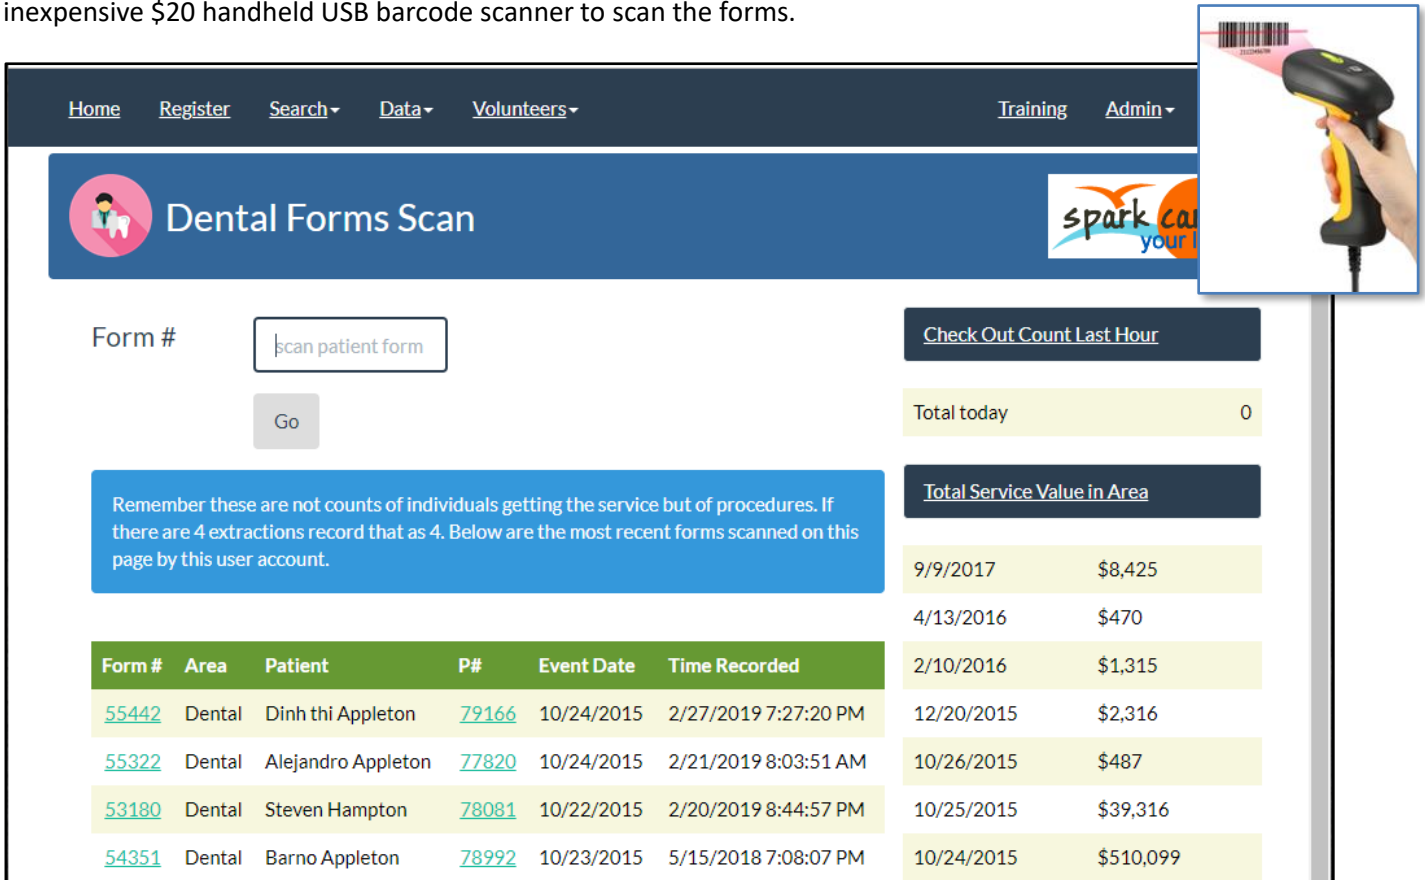 inexpensive $20 handheld USB barcode scanner to scan the forms.
Home Register Search Data Volunteers Training Admin
Dental Forms Scan
spark
your
Form #
scan patient form
Go
Remember these are not counts of individuals getting the service but of procedures. If
there are 4 extractions record that as 4. Below are the most recent forms scanned on this
page by this user account.
Form # Area Patient P# Event Date Time Recorded
55442 Dental Dinh thi Appleton 79166 10/24/2015 2/27/2019 7:27:20 PM
55322 Dental Alejandro Appleton 77820 10/24/2015 2/21/2019 8:03:51 AM
53180 Dental Steven Hampton 78081 10/22/2015 2/20/2019 8:44:57 PM
54351 Dental Barno Appleton 78992 10/23/2015 5/15/2018 7:08:07 PM
Check Out Count Last Hour
Total today 0
Total Service Value in Area
9/9/2017 $8,425
4/13/2016 $470
2/10/2016 $1,315
12/20/2015 $2,316
10/26/2015 $487
10/25/2015 $39,316
10/24/2015 $510,099